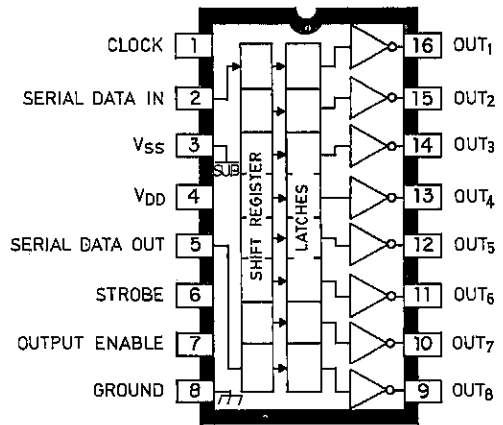 CLOCK 1 16 OUT₁
SERIAL DATA IN 2 15 OUT₂
VSS 3 14 OUT₃
SUB
VDD 4 13 OUT₄
SERIAL DATA OUT 5 12 OUT₅
STROBE 6 11 OUT₆
OUTPUT ENABLE 7 10 OUT₇
GROUND 8 9 OUT₈
SHIFT REGISTER
LATCHES